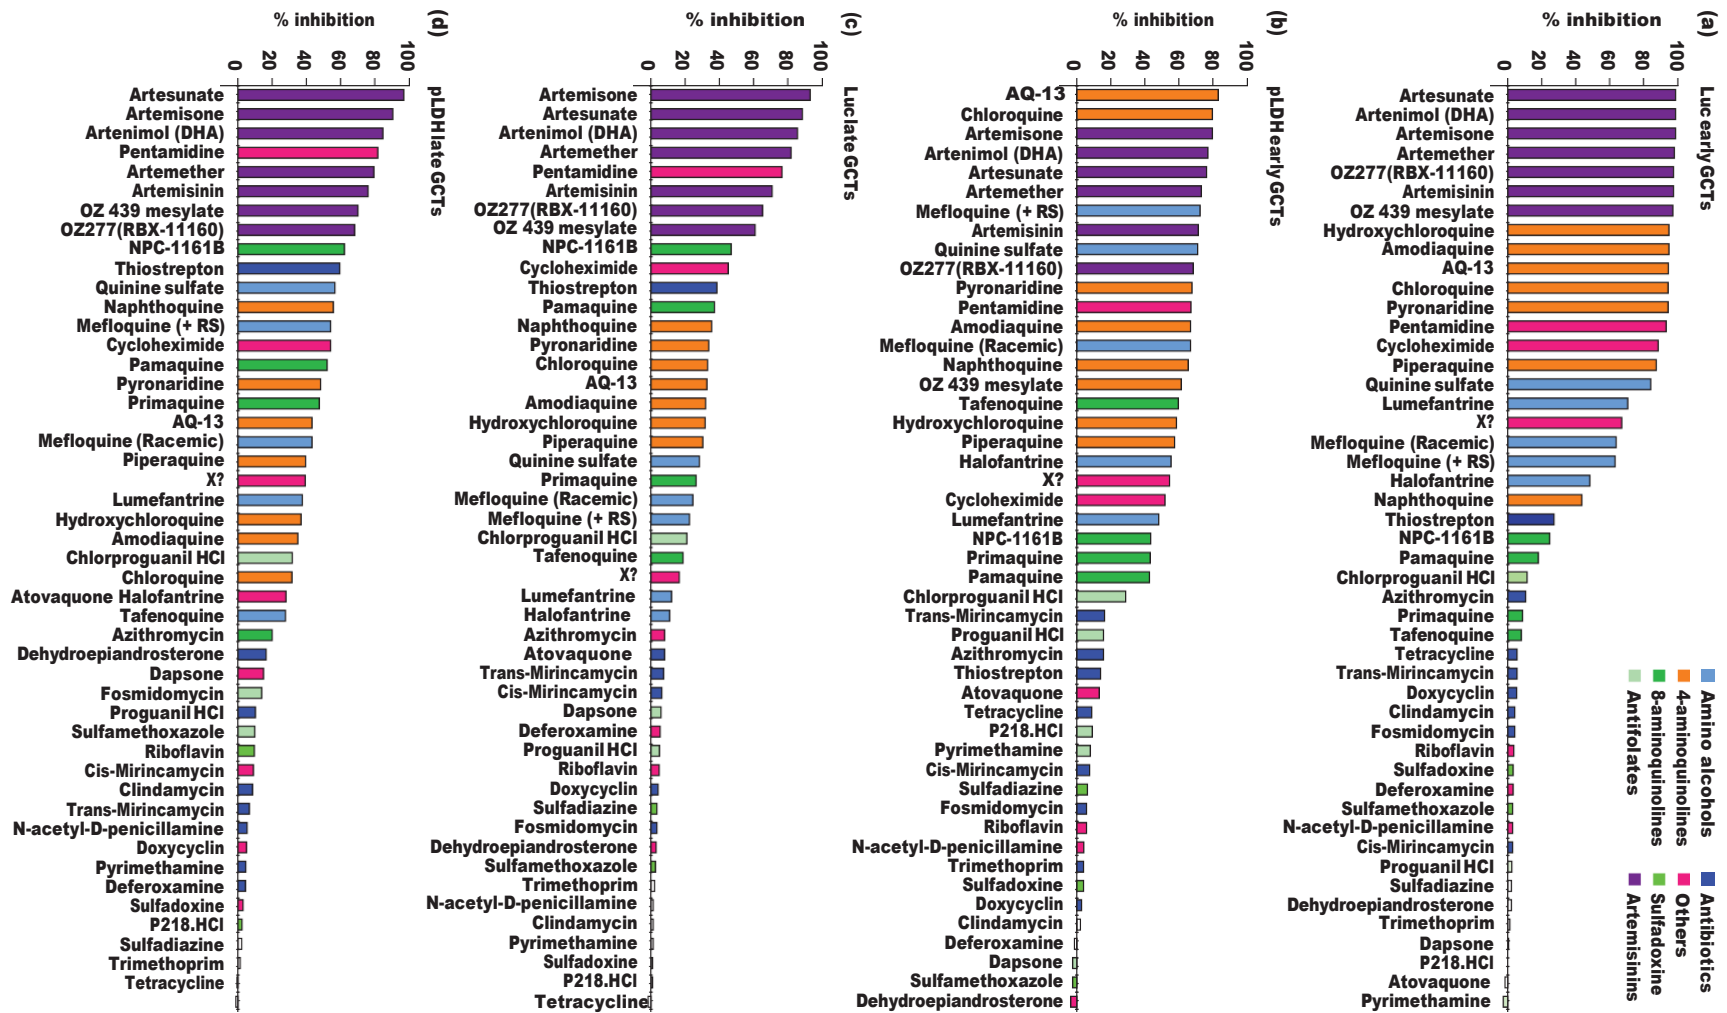 (a)
Luc early GCTs
% inhibition
0
20
40
60
80
100
Artesunate
Artenimol (DHA)
Artemisone
Artemether
OZ277(RBX-11160)
Artemisinin
OZ 439 mesylate
Hydroxychloroquine
Amodiaquine
AQ-13
Chloroquine
Pyronaridine
Pentamidine
Cycloheximide
Piperaquine
Quinine sulfate
Lumefantrine
X?
Mefloquine (Racemic)
Mefloquine (+ RS)
Halofantrine
Naphthoquine
Thiostrepton
NPC-1161B
Pamaquine
Chlorproguanil HCl
Azithromycin
Primaquine
Tafenoquine
Tetracycline
Trans-Mirincamycin
Doxycyclin
Clindamycin
Fosmidomycin
Riboflavin
Sulfadoxine
Deferoxamine
Sulfamethoxazole
N-acetyl-D-penicillamine
Cis-Mirincamycin
Proguanil HCl
Sulfadiazine
Dehydroepiandrosterone
Trimethoprim
Dapsone
P218.HCl
Atovaquone
Pyrimethamine
Amino alcohols
4-aminoquinolines
8-aminoquinolines
Antifolates
Antibiotics
Others
Sulfadoxine
Artemisinins
(b)
pLDH early GCTs
% inhibition
0
20
40
60
80
100
AQ-13
Chloroquine
Artemisone
Artenimol (DHA)
Artesunate
Artemether
Mefloquine (+ RS)
Artemisinin
Quinine sulfate
OZ277(RBX-11160)
Pyronaridine
Pentamidine
Amodiaquine
Mefloquine (Racemic)
Naphthoquine
OZ 439 mesylate
Tafenoquine
Hydroxychloroquine
Piperaquine
Halofantrine
X?
Cycloheximide
Lumefantrine
NPC-1161B
Primaquine
Pamaquine
Chlorproguanil HCl
Trans-Mirincamycin
Proguanil HCl
Azithromycin
Thiostrepton
Atovaquone
Tetracycline
P218.HCl
Pyrimethamine
Cis-Mirincamycin
Sulfadiazine
Fosmidomycin
Riboflavin
N-acetyl-D-penicillamine
Trimethoprim
Sulfadoxine
Doxycyclin
Clindamycin
Deferoxamine
Dapsone
Sulfamethoxazole
Dehydroepiandrosterone
(c)
Luc late GCTs
% inhibition
0
20
40
60
80
100
Artemisone
Artesunate
Artenimol (DHA)
Artemether
Pentamidine
Artemisinin
OZ277(RBX-11160)
OZ 439 mesylate
NPC-1161B
Cycloheximide
Thiostrepton
Pamaquine
Naphthoquine
Pyronaridine
Chloroquine
AQ-13
Amodaquine
Hydroxychloroquine
Piperaquine
Quinine sulfate
Primaquine
Mefloquine (Racemic)
Mefloquine (+ RS)
Chlorproguanil HCl
Tafenoquine
X?
Lumefantrine
Halofantrine
Azithromycin
Atovaquone
Trans-Mirincamycin
Cis-Mirincamycin
Dapsone
Deferoxamine
Proguanil HCl
Riboflavin
Doxycyclin
Sulfadiazine
Fosmidomycin
Dehydroepiandrosterone
Sulfamethoxazole
Trimethoprim
N-acetyl-D-penicillamine
Clindamycin
Pyrimethamine
Sulfadoxine
P218.HCl
Tetracycline
(d)
pLDH late GCTs
% inhibition
0
20
40
60
80
100
Artesunate
Artemisone
Artenimol (DHA)
Pentamidine
Artemether
Artemisinin
OZ 439 mesylate
OZ277(RBX-11160)
NPC-1161B
Thiostrepton
Quinine sulfate
Naphthoquine
Mefloquine (+ RS)
Cycloheximide
Pamaquine
Pyronaridine
Primaquine
AQ-13
Mefloquine (Racemic)
Piperaquine
X?
Lumefantrine
Hydroxychloroquine
Amodaquine
Chlorproguanil HCl
Chloroquine
Atovaquone Halofantrine
Tafenoquine
Azithromycin
Dehydroepiandrosterone
Dapsone
Fosmidomycin
Proguanil HCl
Sulfamethoxazole
Riboflavin
Cis-Mirincamycin
Clindamycin
Trans-Mirincamycin
N-acetyl-D-penicillamine
Doxycyclin
Pyrimethamine
Deferoxamine
Sulfadoxine
P218.HCl
Sulfadiazine
Trimethoprim
Tetracycline